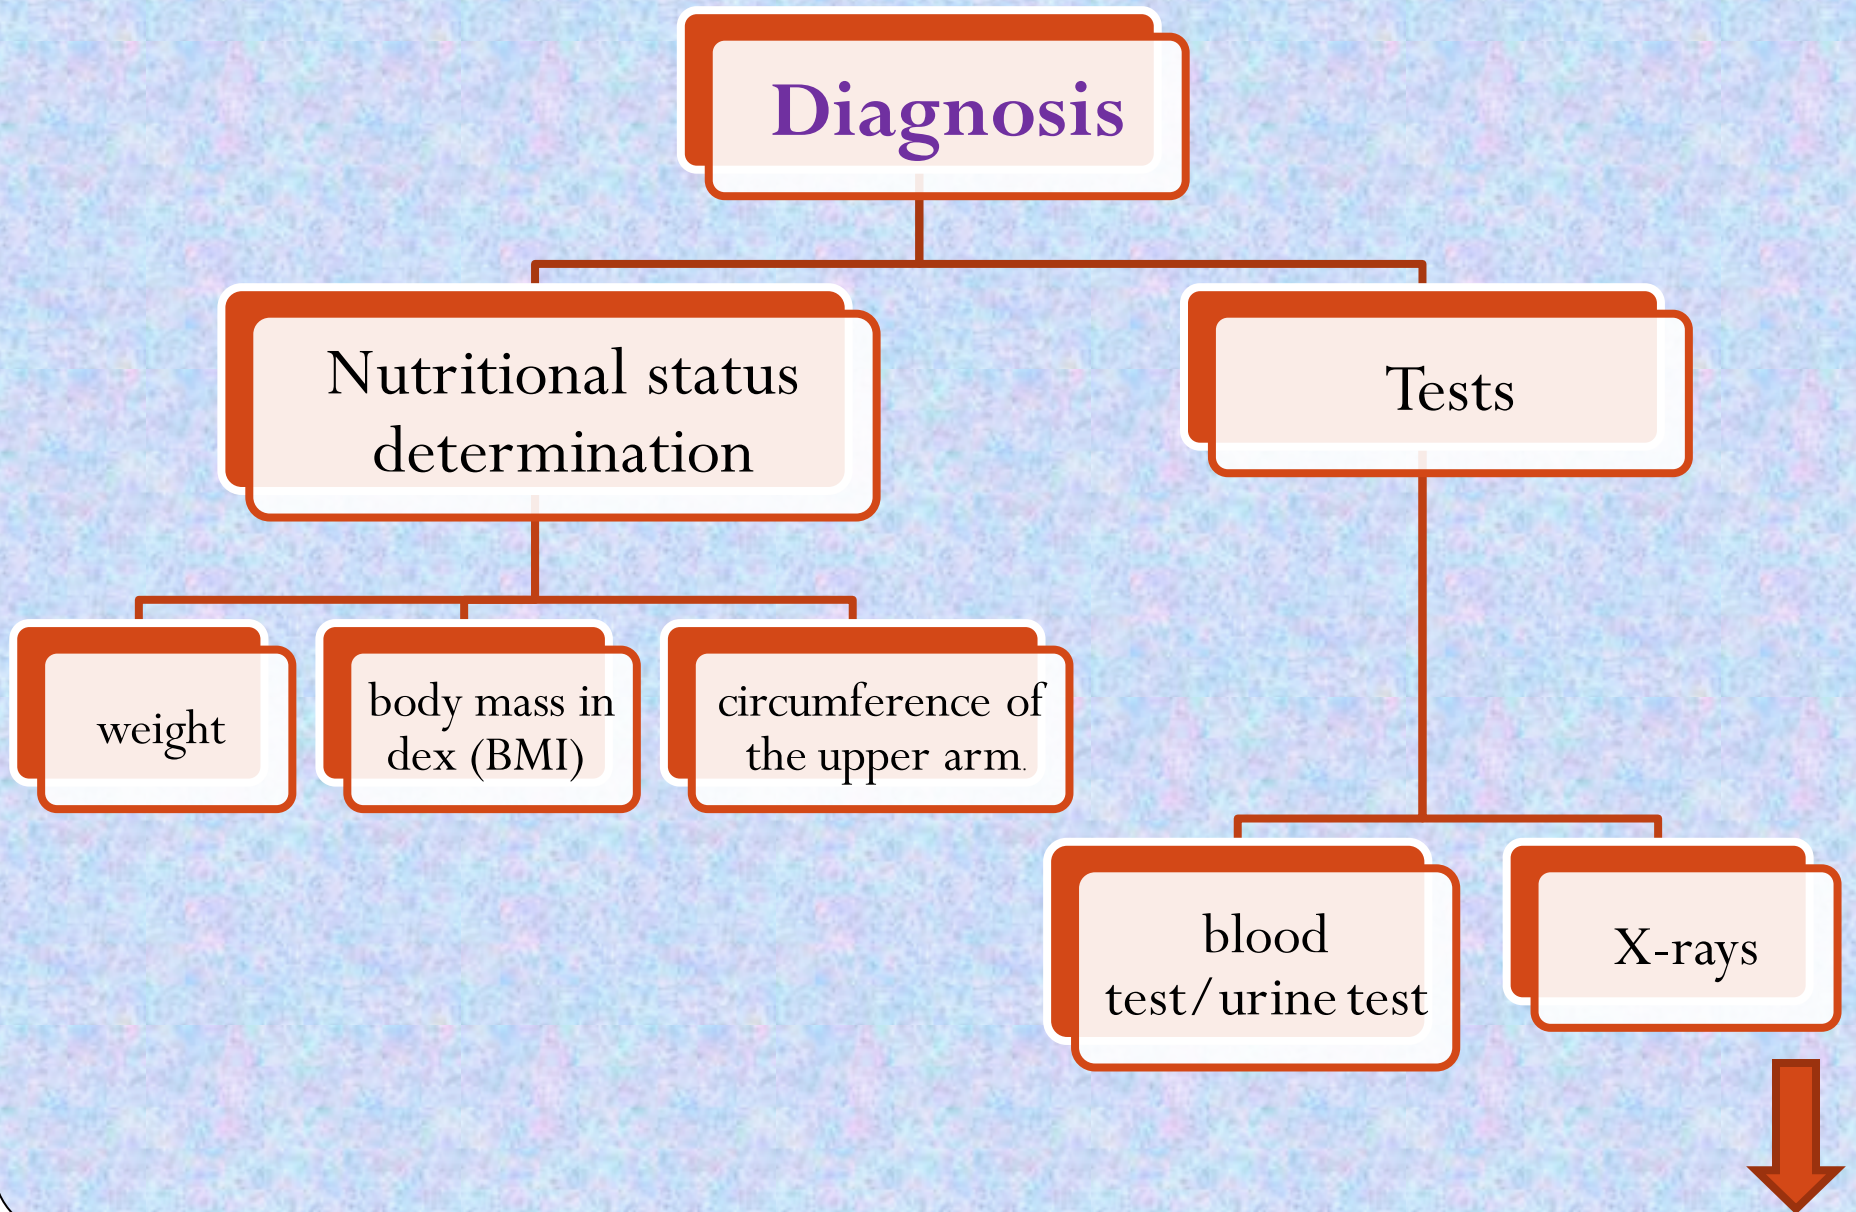 Diagnosis
Nutritional status
determination
Tests
weight
body mass in
dex (BMI)
circumference of
the upper arm.
blood
test/urine test
X-rays